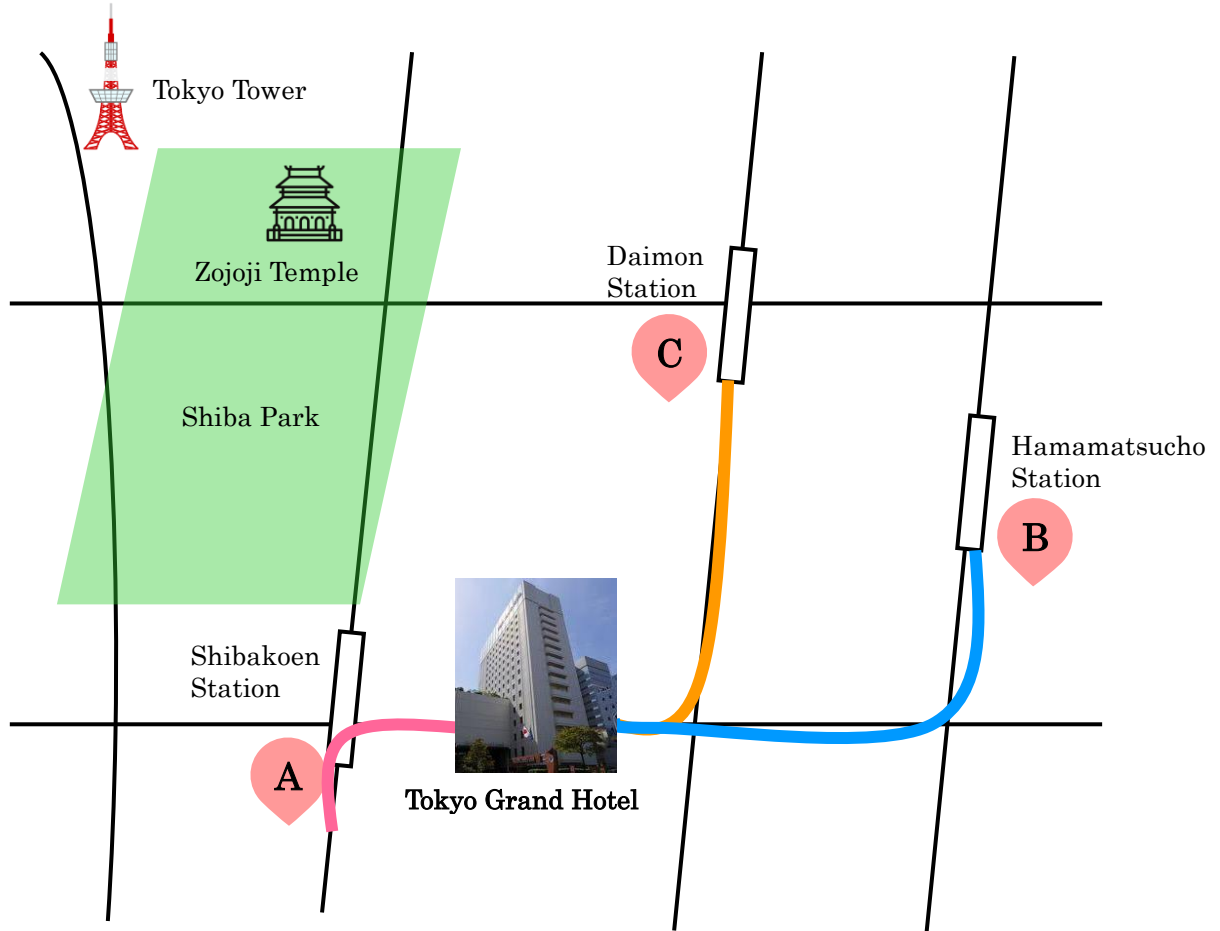 Tokyo Tower
Zojoji Temple
Daimon
Station
C
Shiba Park
Hamamatsucho
Station
B
Shibakoen
Station
A
Tokyo Grand Hotel